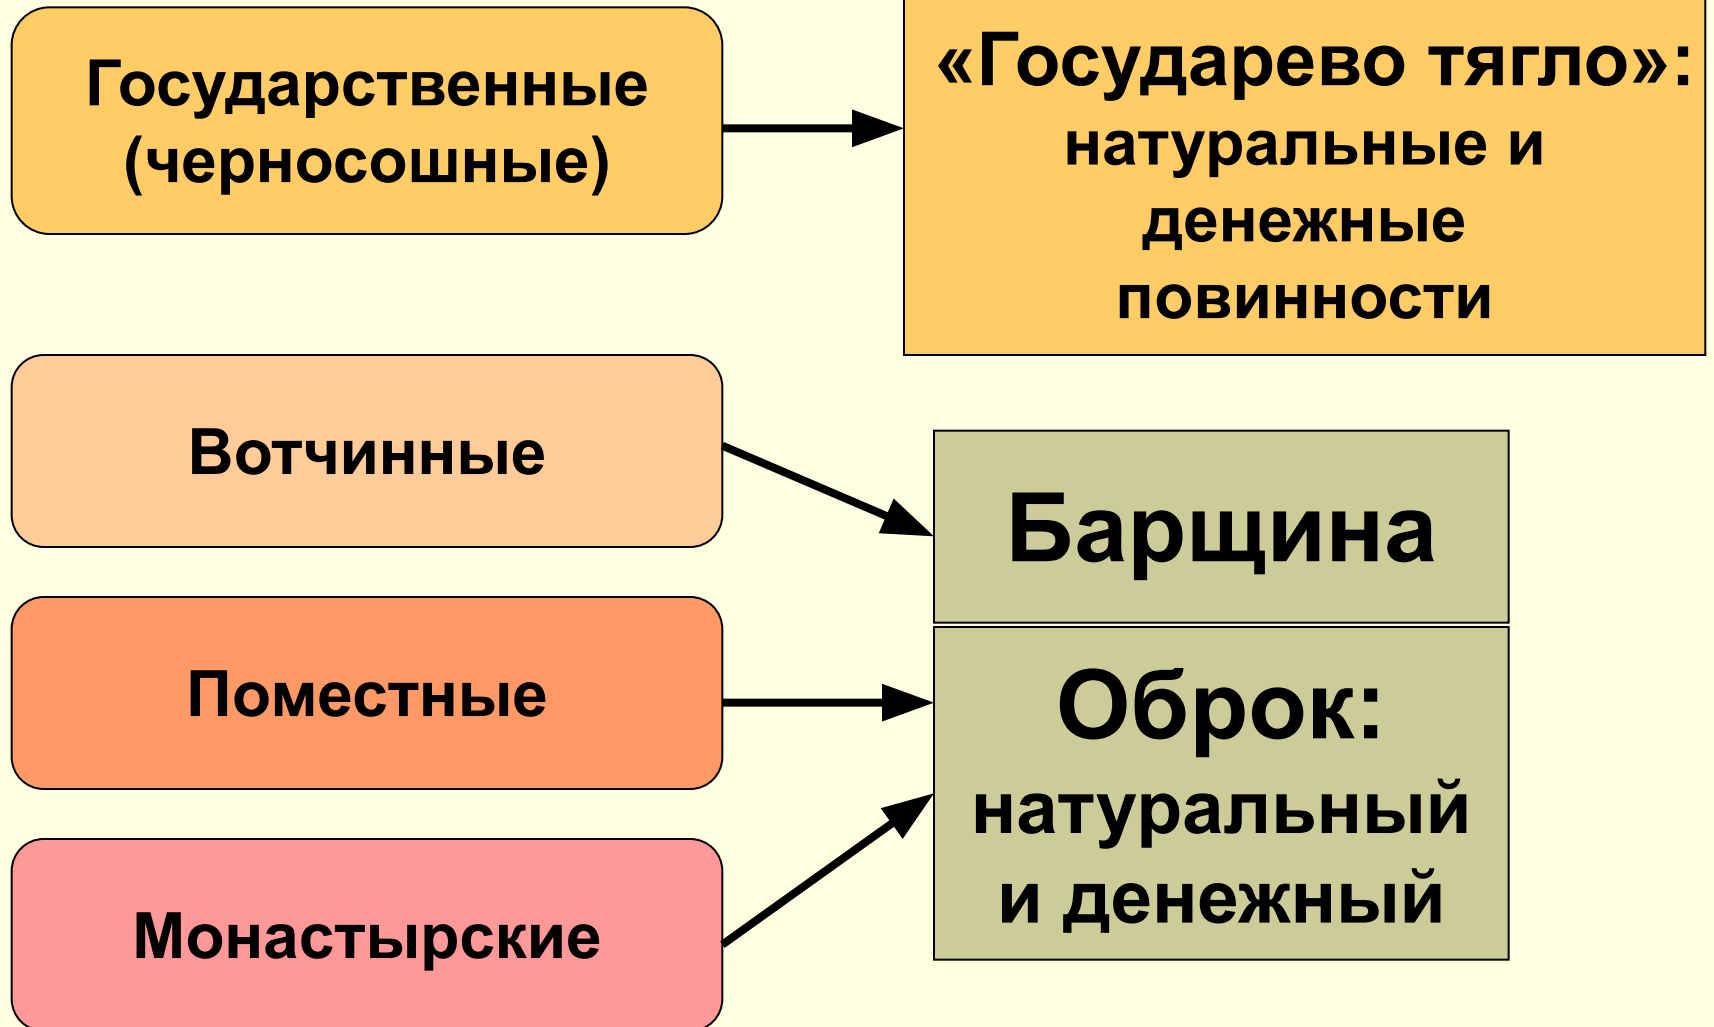 Государственные
(черносошные)
«Государево тягло»:
натуральные и
денежные
повинности
Вотчинные
Барщина
Поместные
Оброк:
натуральный
и денежный
Монастырские